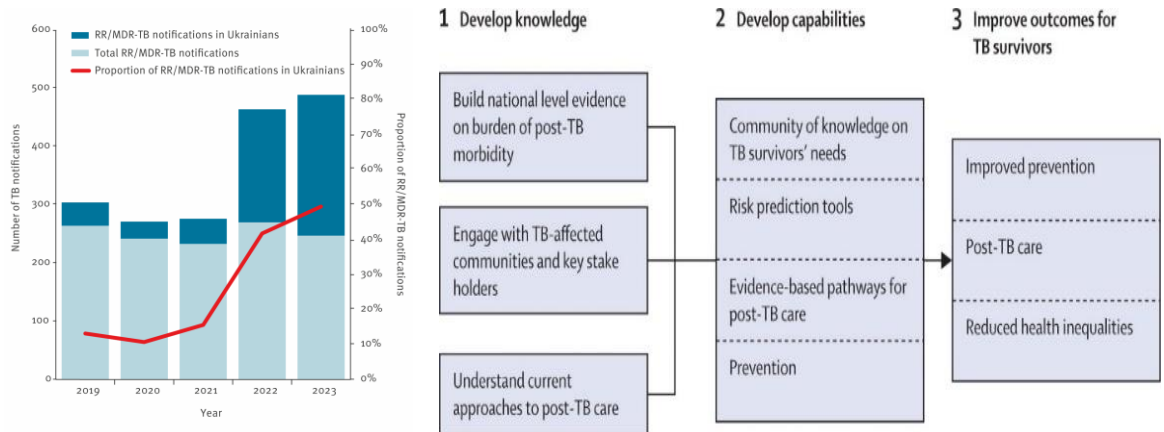 600
500
400
300
200
100
0
Number of TB notifications
RR/MDR-TB notifications in Ukrainians
Total RR/MDR-TB notifications
Proportion of RR/MDR-TB notifications in Ukrainians
100%
90%
80%
70%
60%
50%
40%
30%
20%
10%
0%
Proportion of RR/MDR-TB notifications
2019
2020
2021
2022
2023
Year
1 Develop knowledge
Build national level evidence
on burden of post-TB
morbidity
Engage with TB-affected
communities and key stake
holders
Understand current
approaches to post-TB care
2 Develop capabilities
Community of knowledge on
TB survivors' needs
Risk prediction tools
Evidence-based pathways for
post-TB care
Prevention
3 Improve outcomes for
TB survivors
Improved prevention
Post-TB care
Reduced health inequalities